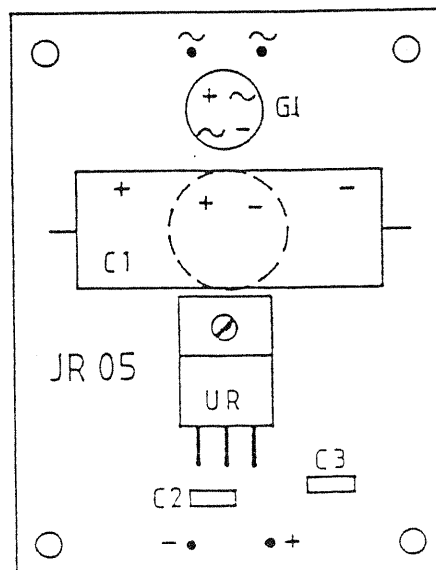 ~ ~
+ ~ G1
~ -
+ + - -
C1
JR 05
UR
C3
C2
- +